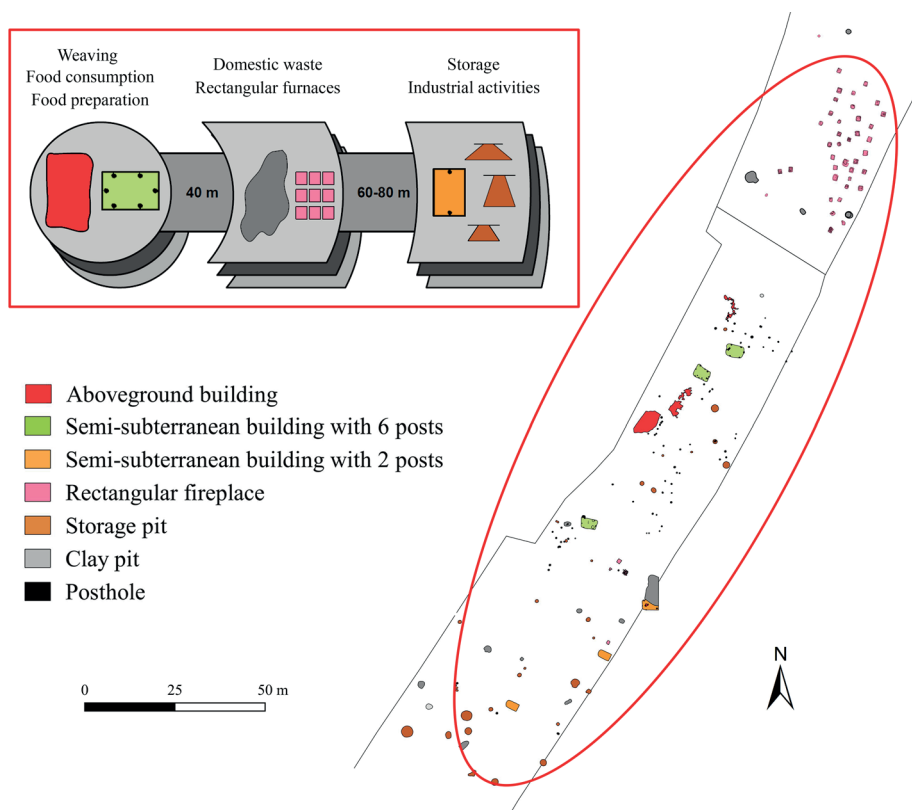 Weaving
Food consumption
Food preparation
Domestic waste
Rectangular furnaces
Storage
Industrial activities
40 m
60-80 m
Aboveground building
Semi-subterranean building with 6 posts
Semi-subterranean building with 2 posts
Rectangular fireplace
Storage pit
Clay pit
Posthole
0 25 50 m
N